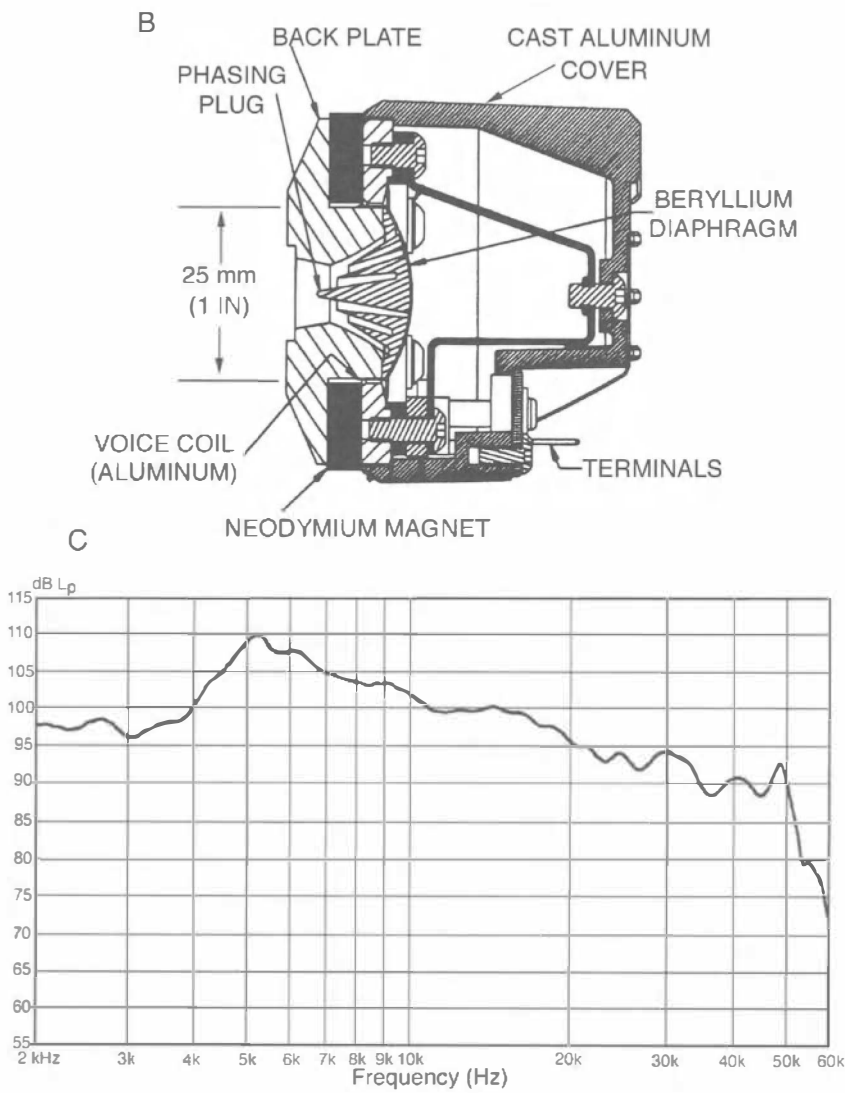 B
BACK PLATE
CAST ALUMINUM
COVER
PHASING
PLUG
BERYLLIUM
DIAPHRAGM
25 mm
(1 IN)
VOICE COIL
(ALUMINUM)
TERMINALS
NEODYMIUM MAGNET
C
dB Lp
115
110
105
100
95
90
85
80
75
70
65
60
55
2 kHz 3k 4k 5k 6k 7k 8k 9k 10k 20k 30k 40k 50k 60k
Frequency (Hz)